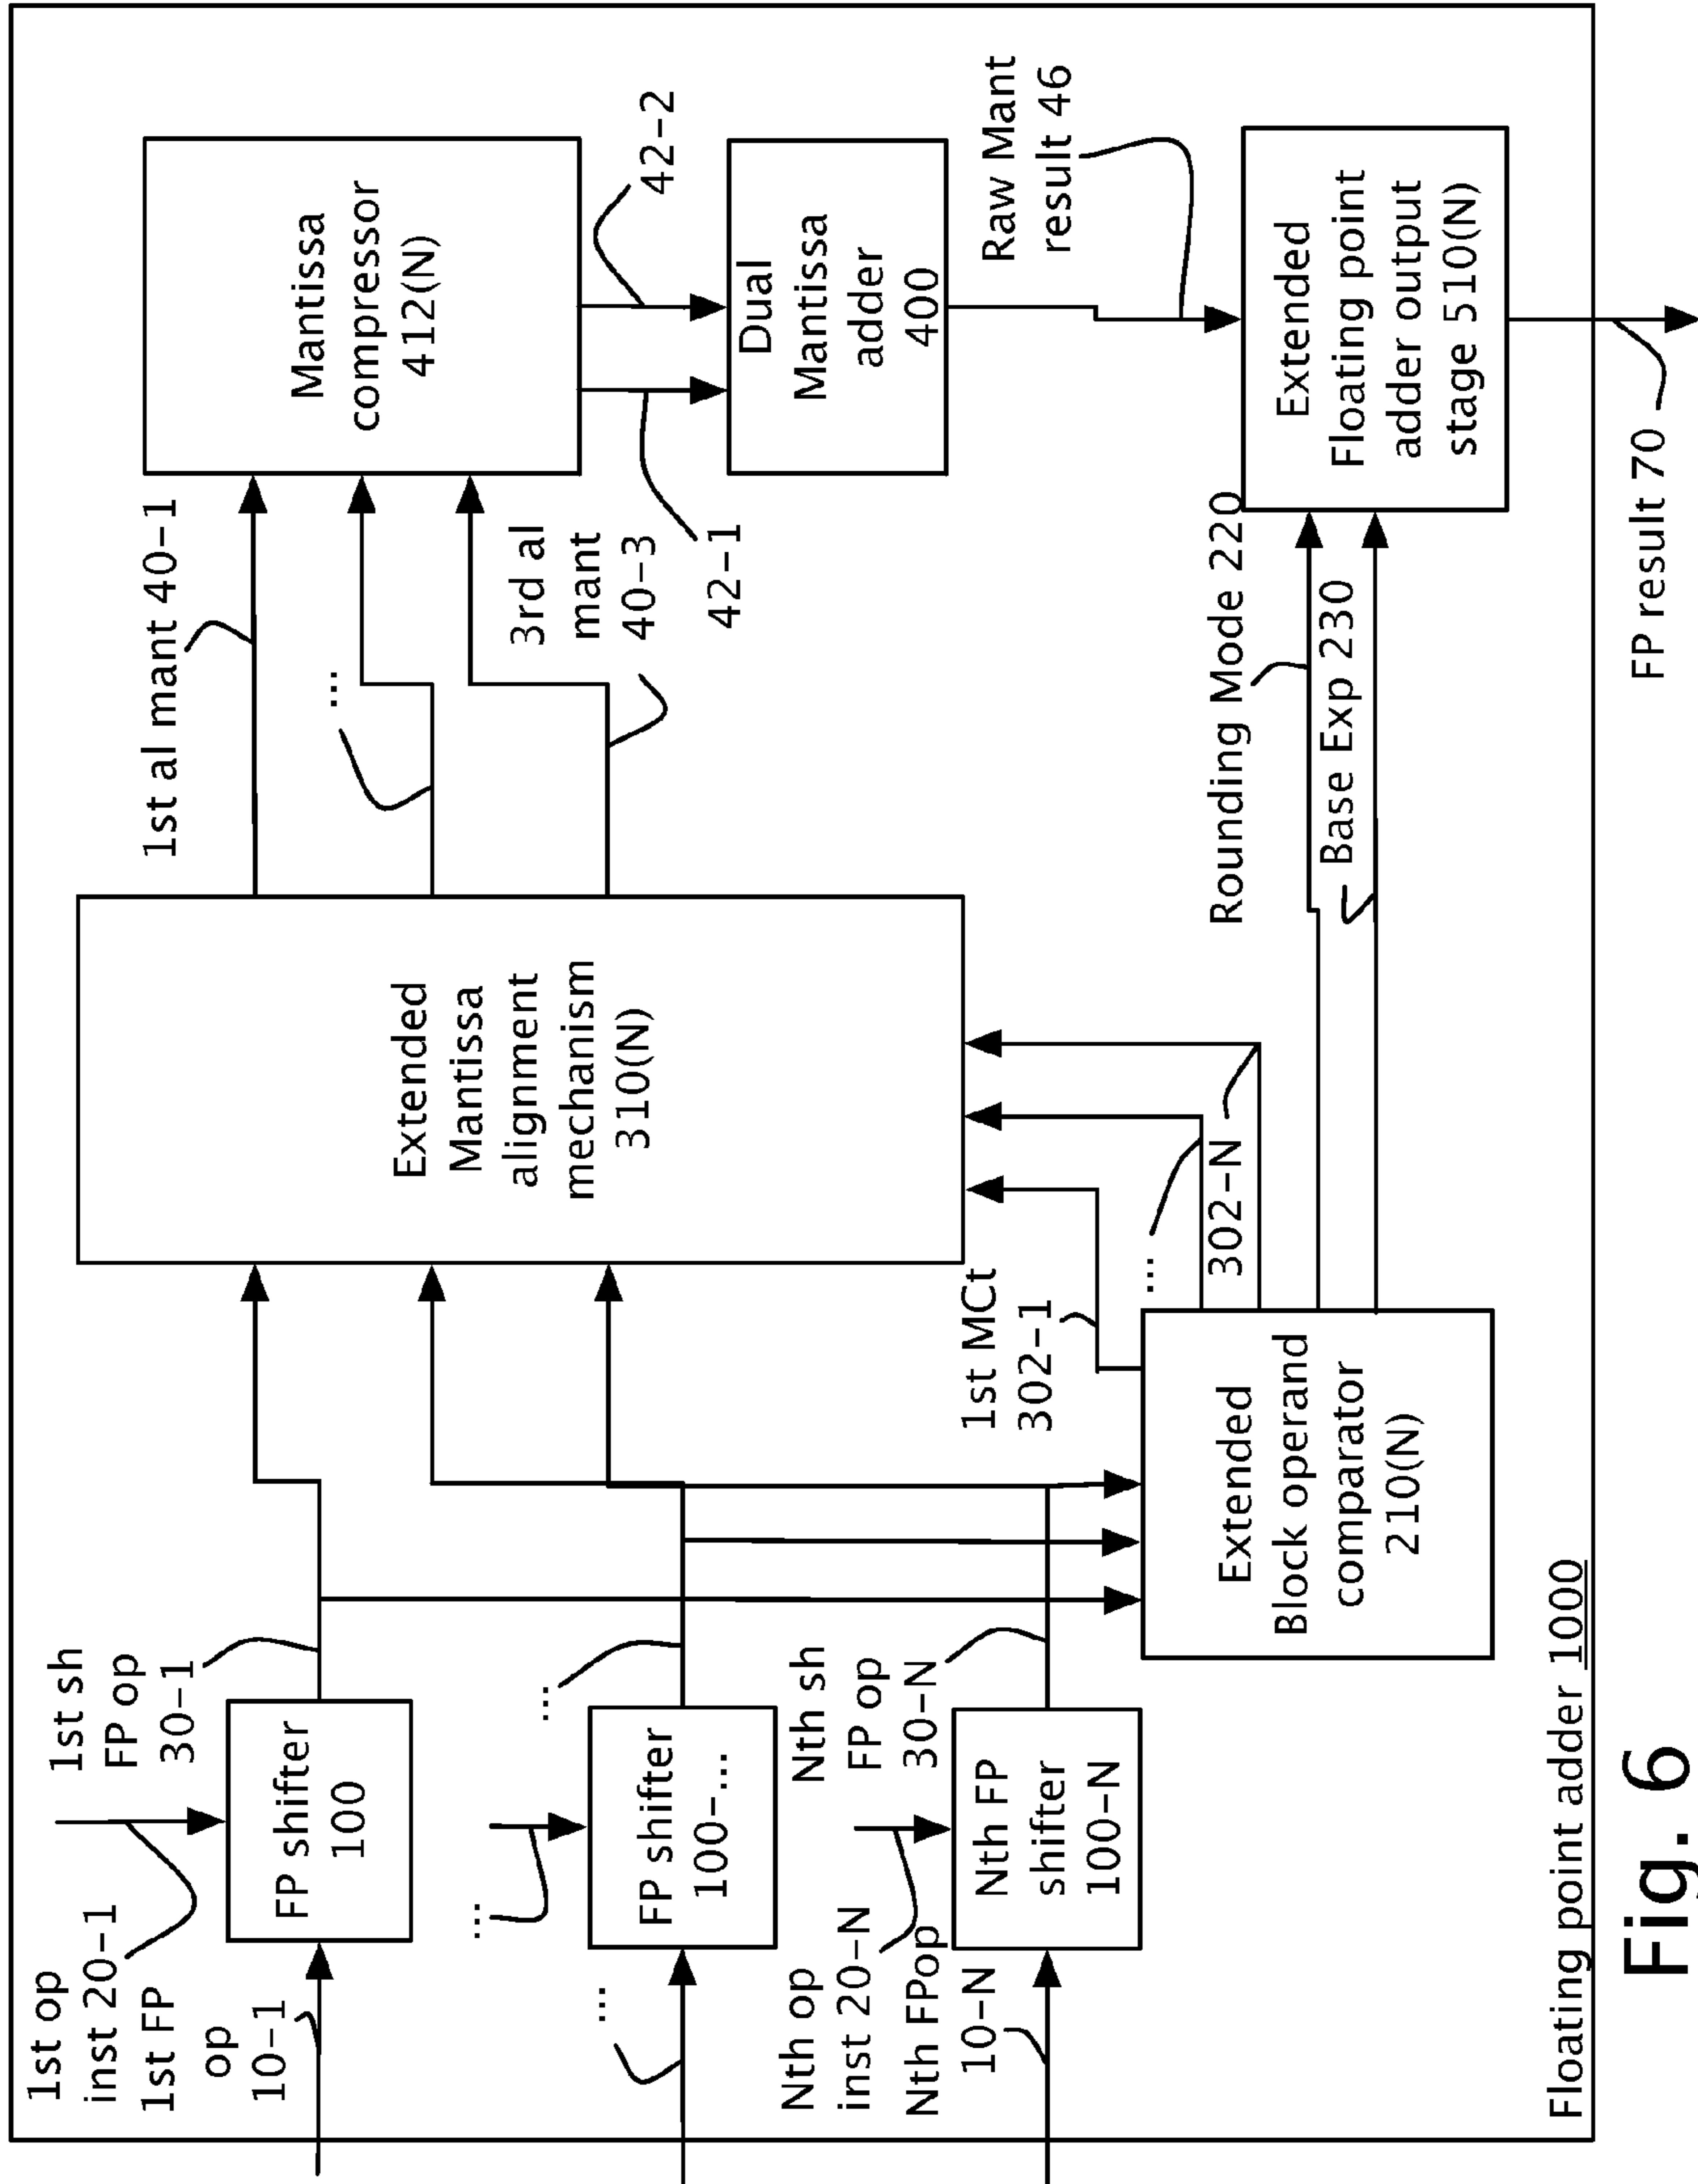 1st op
inst 20-1
1st FP
op
10-1
1st sh
FP op
30-1
FP shifter
100
...
...
...
FP shifter
100-...
Nth op
inst 20-N
Nth FPop
10-N
Nth sh
FP op
30-N
Nth FP
shifter
100-N
Extended
Mantissa
alignment
mechanism
310(N)
1st MCt
302-1
...
302-N
Extended
Block operand
comparator
210(N)
1st al mant 40-1
...
3rd al
mant
40-3
42-1
42-2
Mantissa
compressor
412(N)
Dual
Mantissa
adder
400
Raw Mant
result 46
Rounding Mode 220
Base Exp 230
Extended
Floating point
adder output
stage 510(N)
FP result 70
Floating point adder 1000
Fig. 6